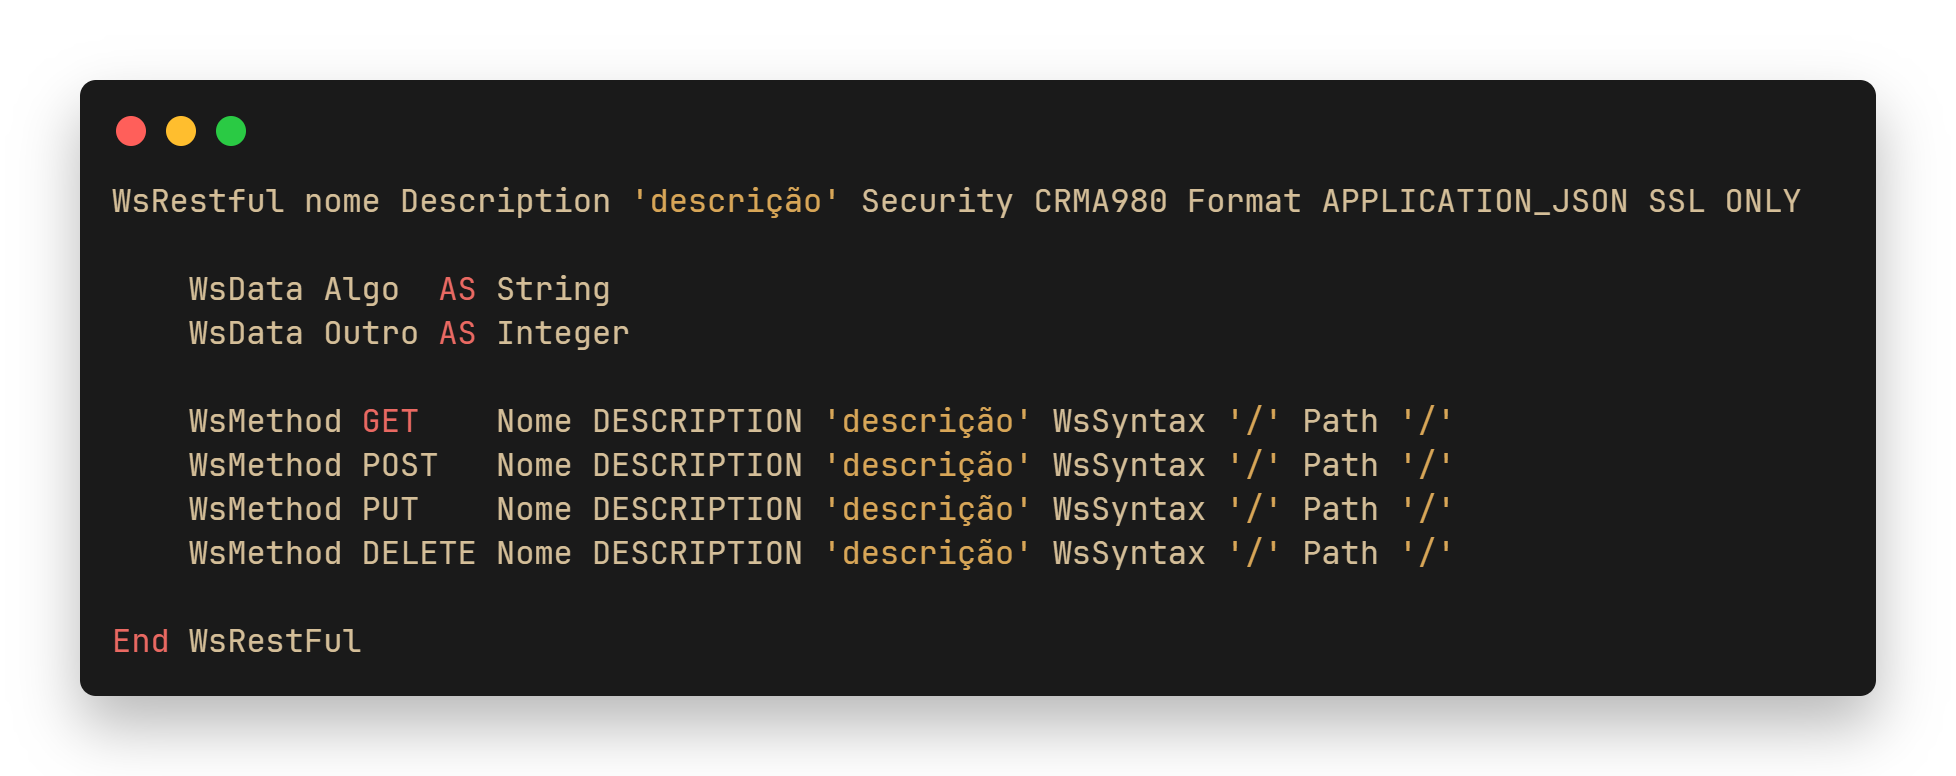 WsRestful nome Description 'descrição' Security CRMA980 Format APPLICATION_JSON SSL ONLY
WsData Algo  AS String
WsData Outro AS Integer
WsMethod GET    Nome DESCRIPTION 'descrição' WsSyntax '/' Path '/'
WsMethod POST   Nome DESCRIPTION 'descrição' WsSyntax '/' Path '/'
WsMethod PUT    Nome DESCRIPTION 'descrição' WsSyntax '/' Path '/'
WsMethod DELETE Nome DESCRIPTION 'descrição' WsSyntax '/' Path '/'
End WsRestFul